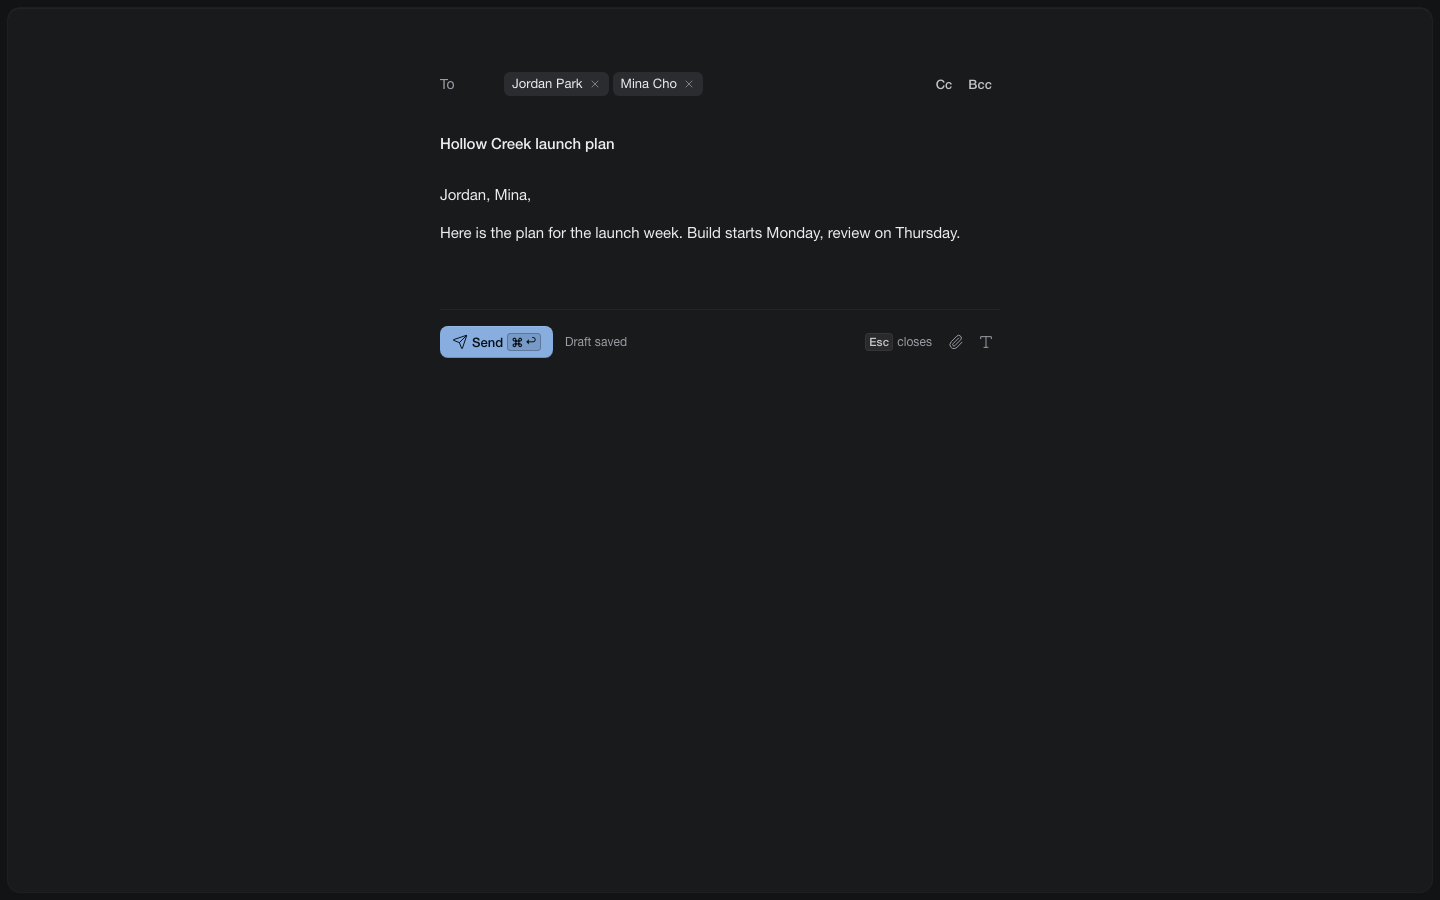 To Jordan Park × Mina Cho × Cc Bcc
Hollow Creek launch plan
Jordan, Mina,
Here is the plan for the launch week. Build starts Monday, review on Thursday.
Send ⌘ ↩ Draft saved Esc closes